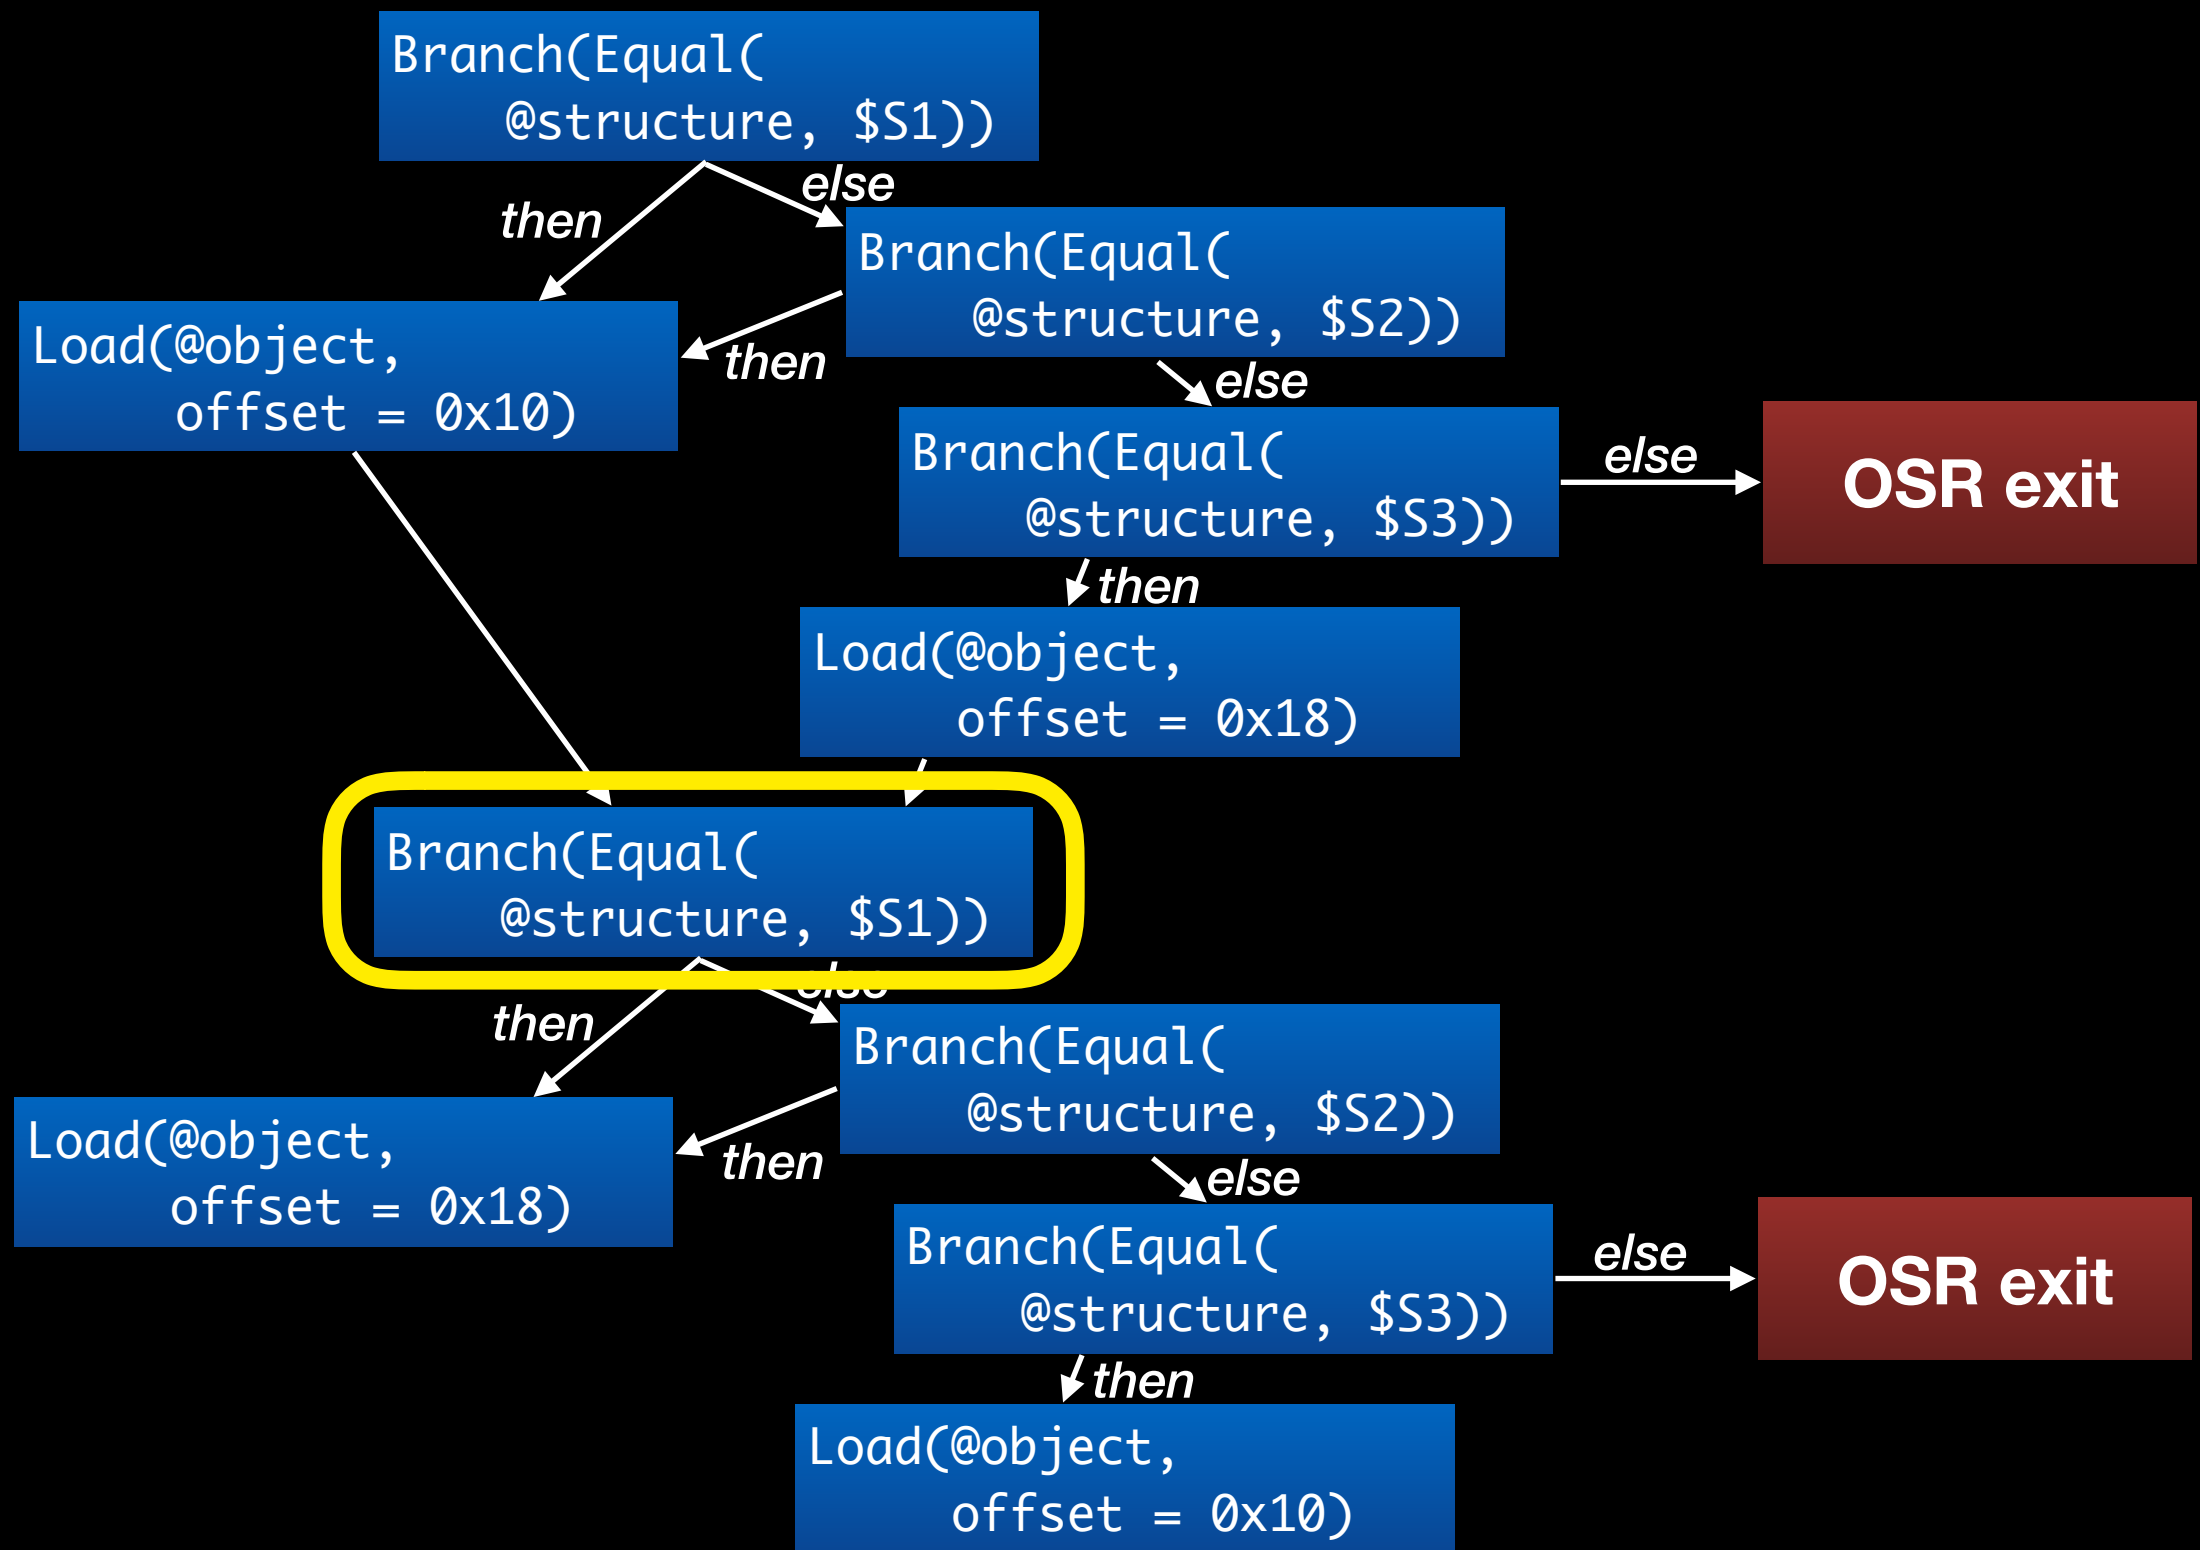 Branch(Equal(
@structure, $S1))
then
else
Branch(Equal(
@structure, $S2))
then
else
Load(@object,
offset = 0x10)
Branch(Equal(
@structure, $S3))
else
OSR exit
then
Load(@object,
offset = 0x18)
Branch(Equal(
@structure, $S1))
then
else
Branch(Equal(
@structure, $S2))
then
else
Load(@object,
offset = 0x18)
Branch(Equal(
@structure, $S3))
else
OSR exit
then
Load(@object,
offset = 0x10)